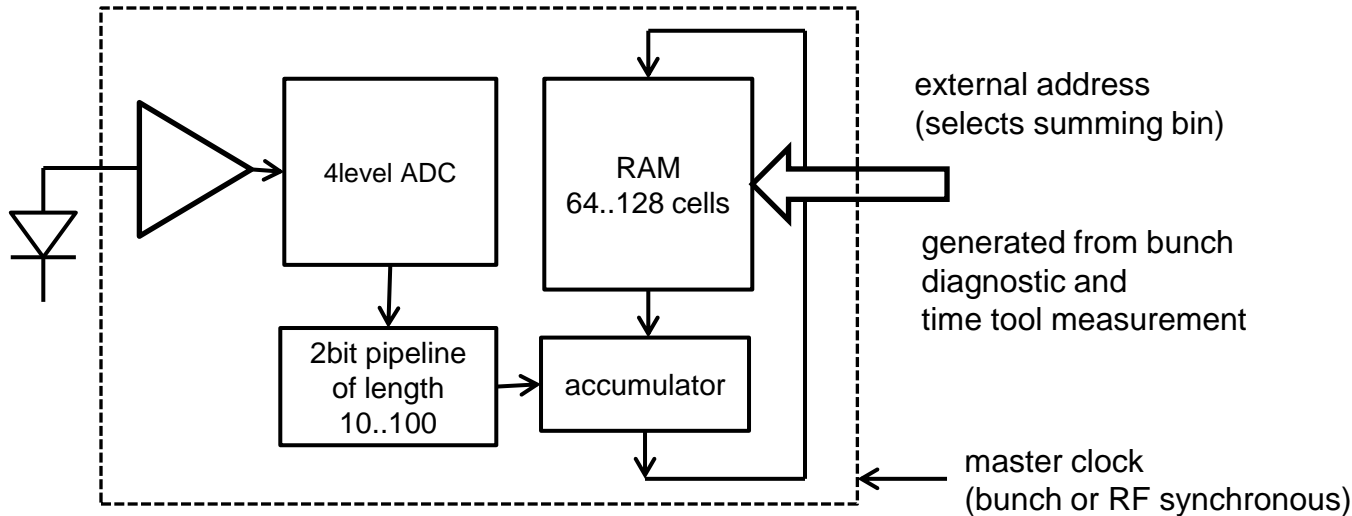 4level ADC
RAM
64..128 cells
2bit pipeline
of length
10..100
accumulator
external address
(selects summing bin)
generated from bunch
diagnostic and
time tool measurement
master clock
(bunch or RF synchronous)